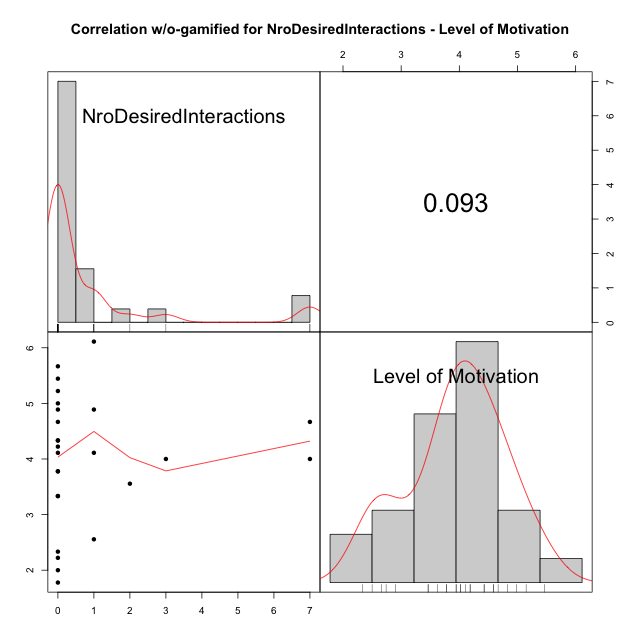 Correlation w/o-gamified for NroDesiredInteractions - Level of Motivation
2 3 4 5 6
NroDesiredInteractions
0.093
7
6
5
4
3
2
1
0
Level of Motivation
6
5
4
3
2
0 1 2 3 4 5 6 7